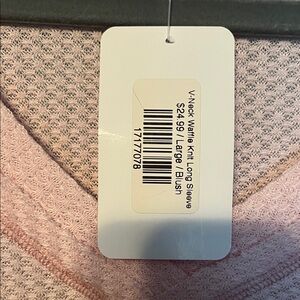 V-Neck Waffle Knit Long Sleeve
$24.99 / Large / Blush
17177078